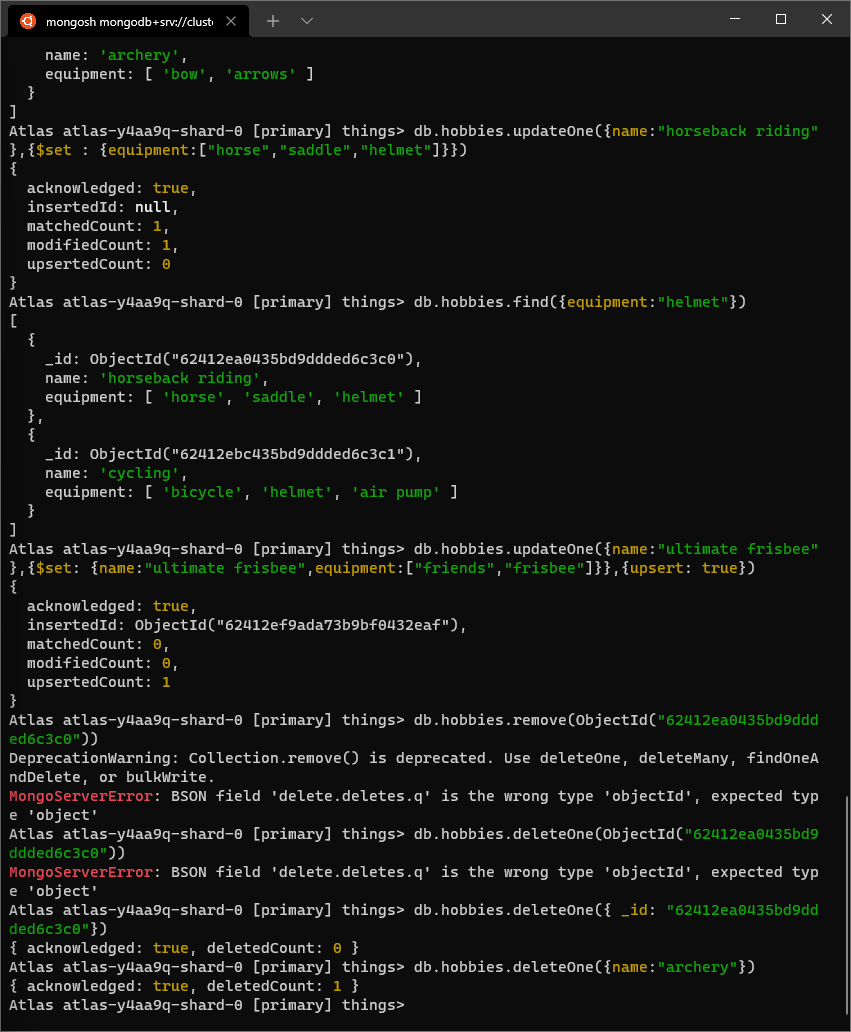 mongosh mongodb+srv://cluste
    name: 'archery',
    equipment: [ 'bow', 'arrows' ]
  }
]
Atlas atlas-y4aa9q-shard-0 [primary] things> db.hobbies.updateOne({name:"horseback riding"
},{$set : {equipment:["horse","saddle","helmet"]}})
{
  acknowledged: true,
  insertedId: null,
  matchedCount: 1,
  modifiedCount: 1,
  upsertedCount: 0
}
Atlas atlas-y4aa9q-shard-0 [primary] things> db.hobbies.find({equipment:"helmet"})
[
  {
    _id: ObjectId("62412ea0435bd9ddded6c3c0"),
    name: 'horseback riding',
    equipment: [ 'horse', 'saddle', 'helmet' ]
  },
  {
    _id: ObjectId("62412ebc435bd9ddded6c3c1"),
    name: 'cycling',
    equipment: [ 'bicycle', 'helmet', 'air pump' ]
  }
]
Atlas atlas-y4aa9q-shard-0 [primary] things> db.hobbies.updateOne({name:"ultimate frisbee"
},{$set: {name:"ultimate frisbee",equipment:["friends","frisbee"]}},{upsert: true})
{
  acknowledged: true,
  insertedId: ObjectId("62412ef9ada73b9bf0432eaf"),
  matchedCount: 0,
  modifiedCount: 0,
  upsertedCount: 1
}
Atlas atlas-y4aa9q-shard-0 [primary] things> db.hobbies.remove(ObjectId("62412ea0435bd9ddd
ed6c3c0"))
DeprecationWarning: Collection.remove() is deprecated. Use deleteOne, deleteMany, findOneA
ndDelete, or bulkWrite.
MongoServerError: BSON field 'delete.deletes.q' is the wrong type 'objectId', expected typ
e 'object'
Atlas atlas-y4aa9q-shard-0 [primary] things> db.hobbies.deleteOne(ObjectId("62412ea0435bd9
ddded6c3c0"))
MongoServerError: BSON field 'delete.deletes.q' is the wrong type 'objectId', expected typ
e 'object'
Atlas atlas-y4aa9q-shard-0 [primary] things> db.hobbies.deleteOne({ _id: "62412ea0435bd9dd
ded6c3c0"})
{ acknowledged: true, deletedCount: 0 }
Atlas atlas-y4aa9q-shard-0 [primary] things> db.hobbies.deleteOne({name:"archery"})
{ acknowledged: true, deletedCount: 1 }
Atlas atlas-y4aa9q-shard-0 [primary] things>